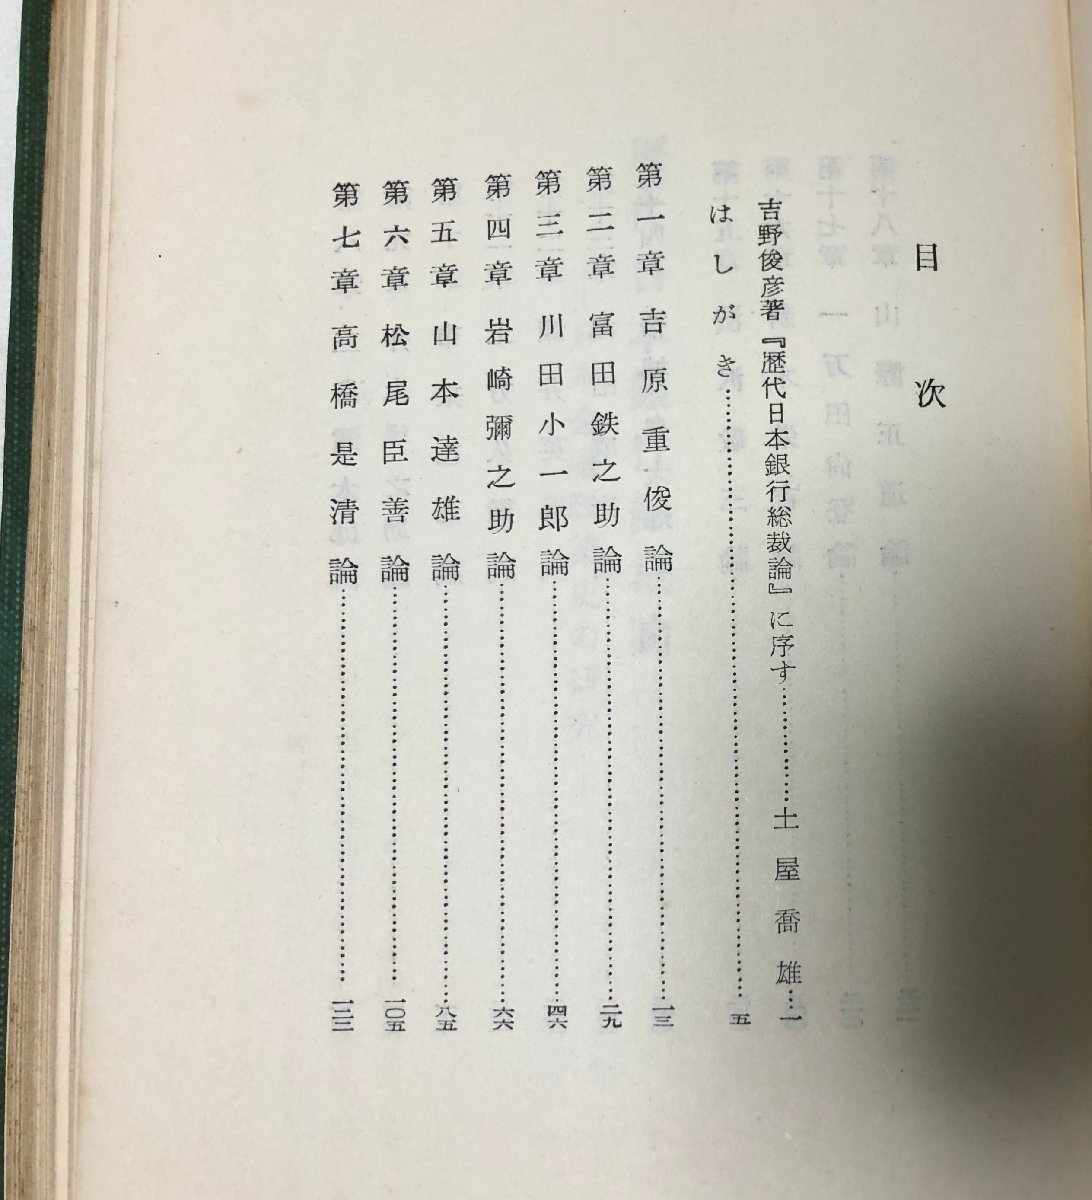 目次
吉野俊彦著『歴代日本銀行総裁論』に序す……………土屋喬雄…一
はしがき……………………………………五
第一章 吉原重俊論……………………………………一三
第二章 富田鉄之助論……………………………………二九
第三章 川田小一郎論……………………………………四六
第四章 岩崎彌之助論……………………………………六六
第五章 山本達雄論……………………………………八五
第六章 松尾臣善論……………………………………一〇五
第七章 高橋是清論……………………………………